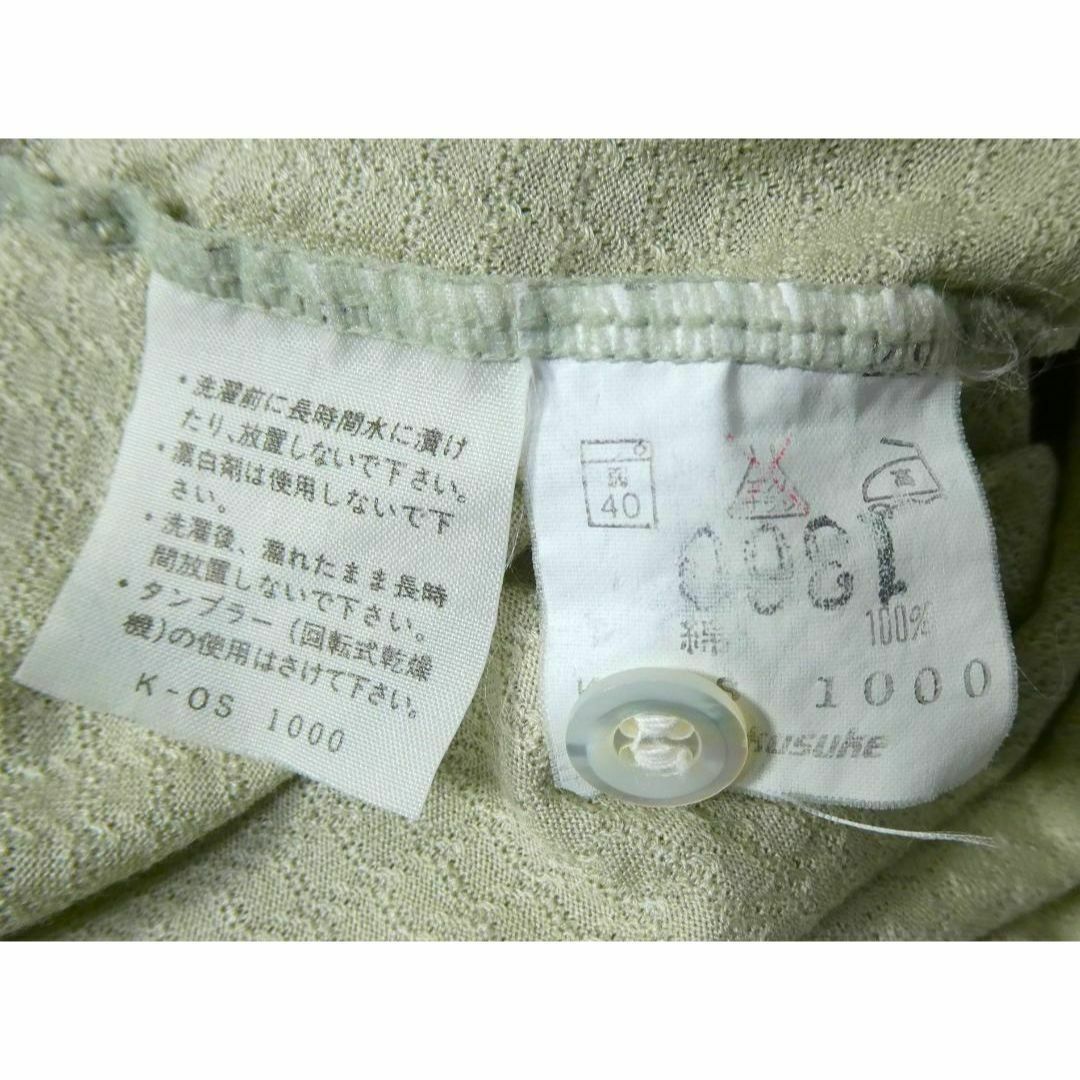 ・洗濯前に長時間水に漬け
たり、放置しないで下さい。
・漂白剤は使用しないで下
さい。
・洗濯後、濡れたまま長時
間放置しないで下さい。
・タンブラー（回転式乾燥
機）の使用はさけて下さい。
K-OS 1000
40
エンソ
高
綿 100%
1000